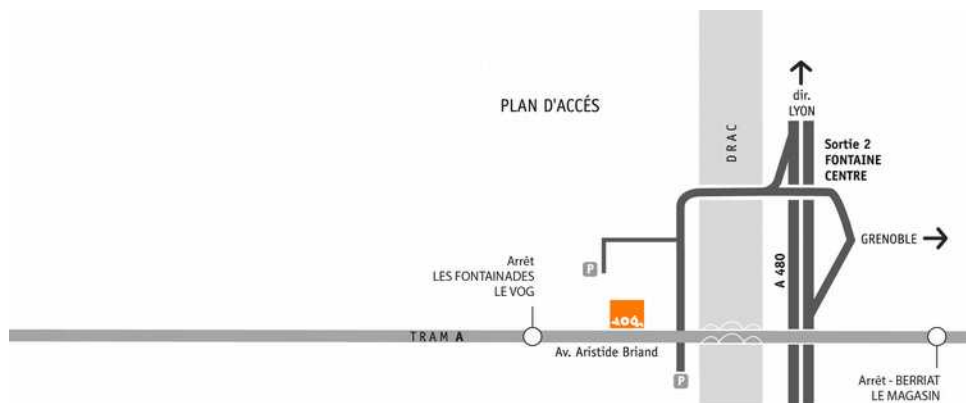 PLAN D'ACCÉS
DRAC
dir.
LYON
Sortie 2
FONTAINE
CENTRE
GRENOBLE
A 480
Arrêt
LES FONTAINADES
LE VOG
P
VOG
TRAM A
Av. Aristide Briand
P
Arrêt - BERRIAT
LE MAGASIN